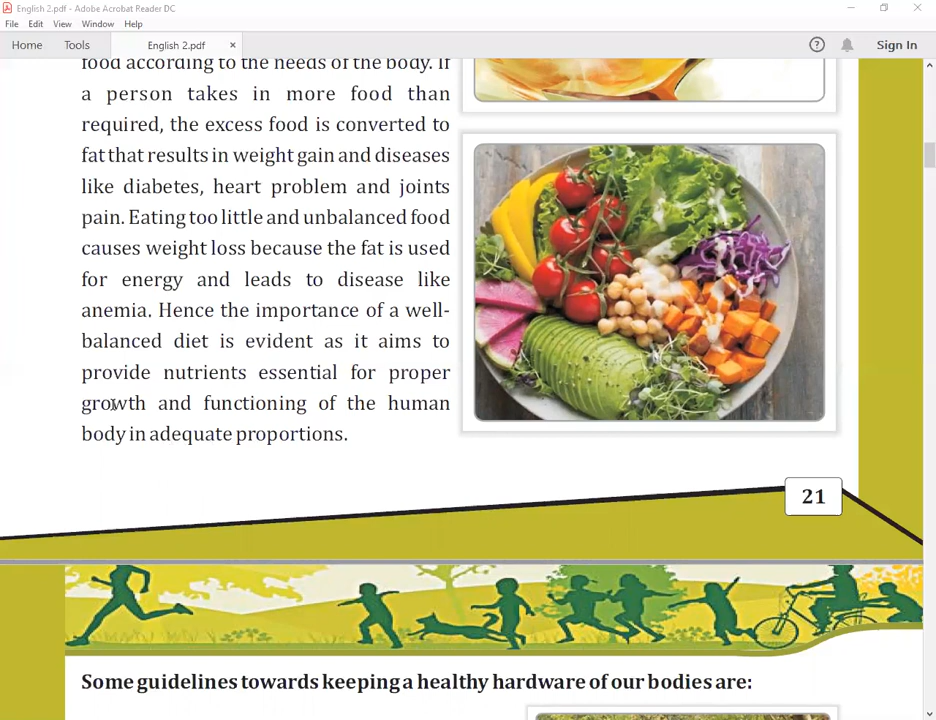 English 2.pdf - Adobe Acrobat Reader DC
File Edit View Window Help
Home Tools English 2.pdf × ? Sign In
food according to the needs of the body. If
a person takes in more food than
required, the excess food is converted to
fat that results in weight gain and diseases
like diabetes, heart problem and joints
pain. Eating too little and unbalanced food
causes weight loss because the fat is used
for energy and leads to disease like
anemia. Hence the importance of a well-
balanced diet is evident as it aims to
provide nutrients essential for proper
growth and functioning of the human
body in adequate proportions.
21
Some guidelines towards keeping a healthy hardware of our bodies are: